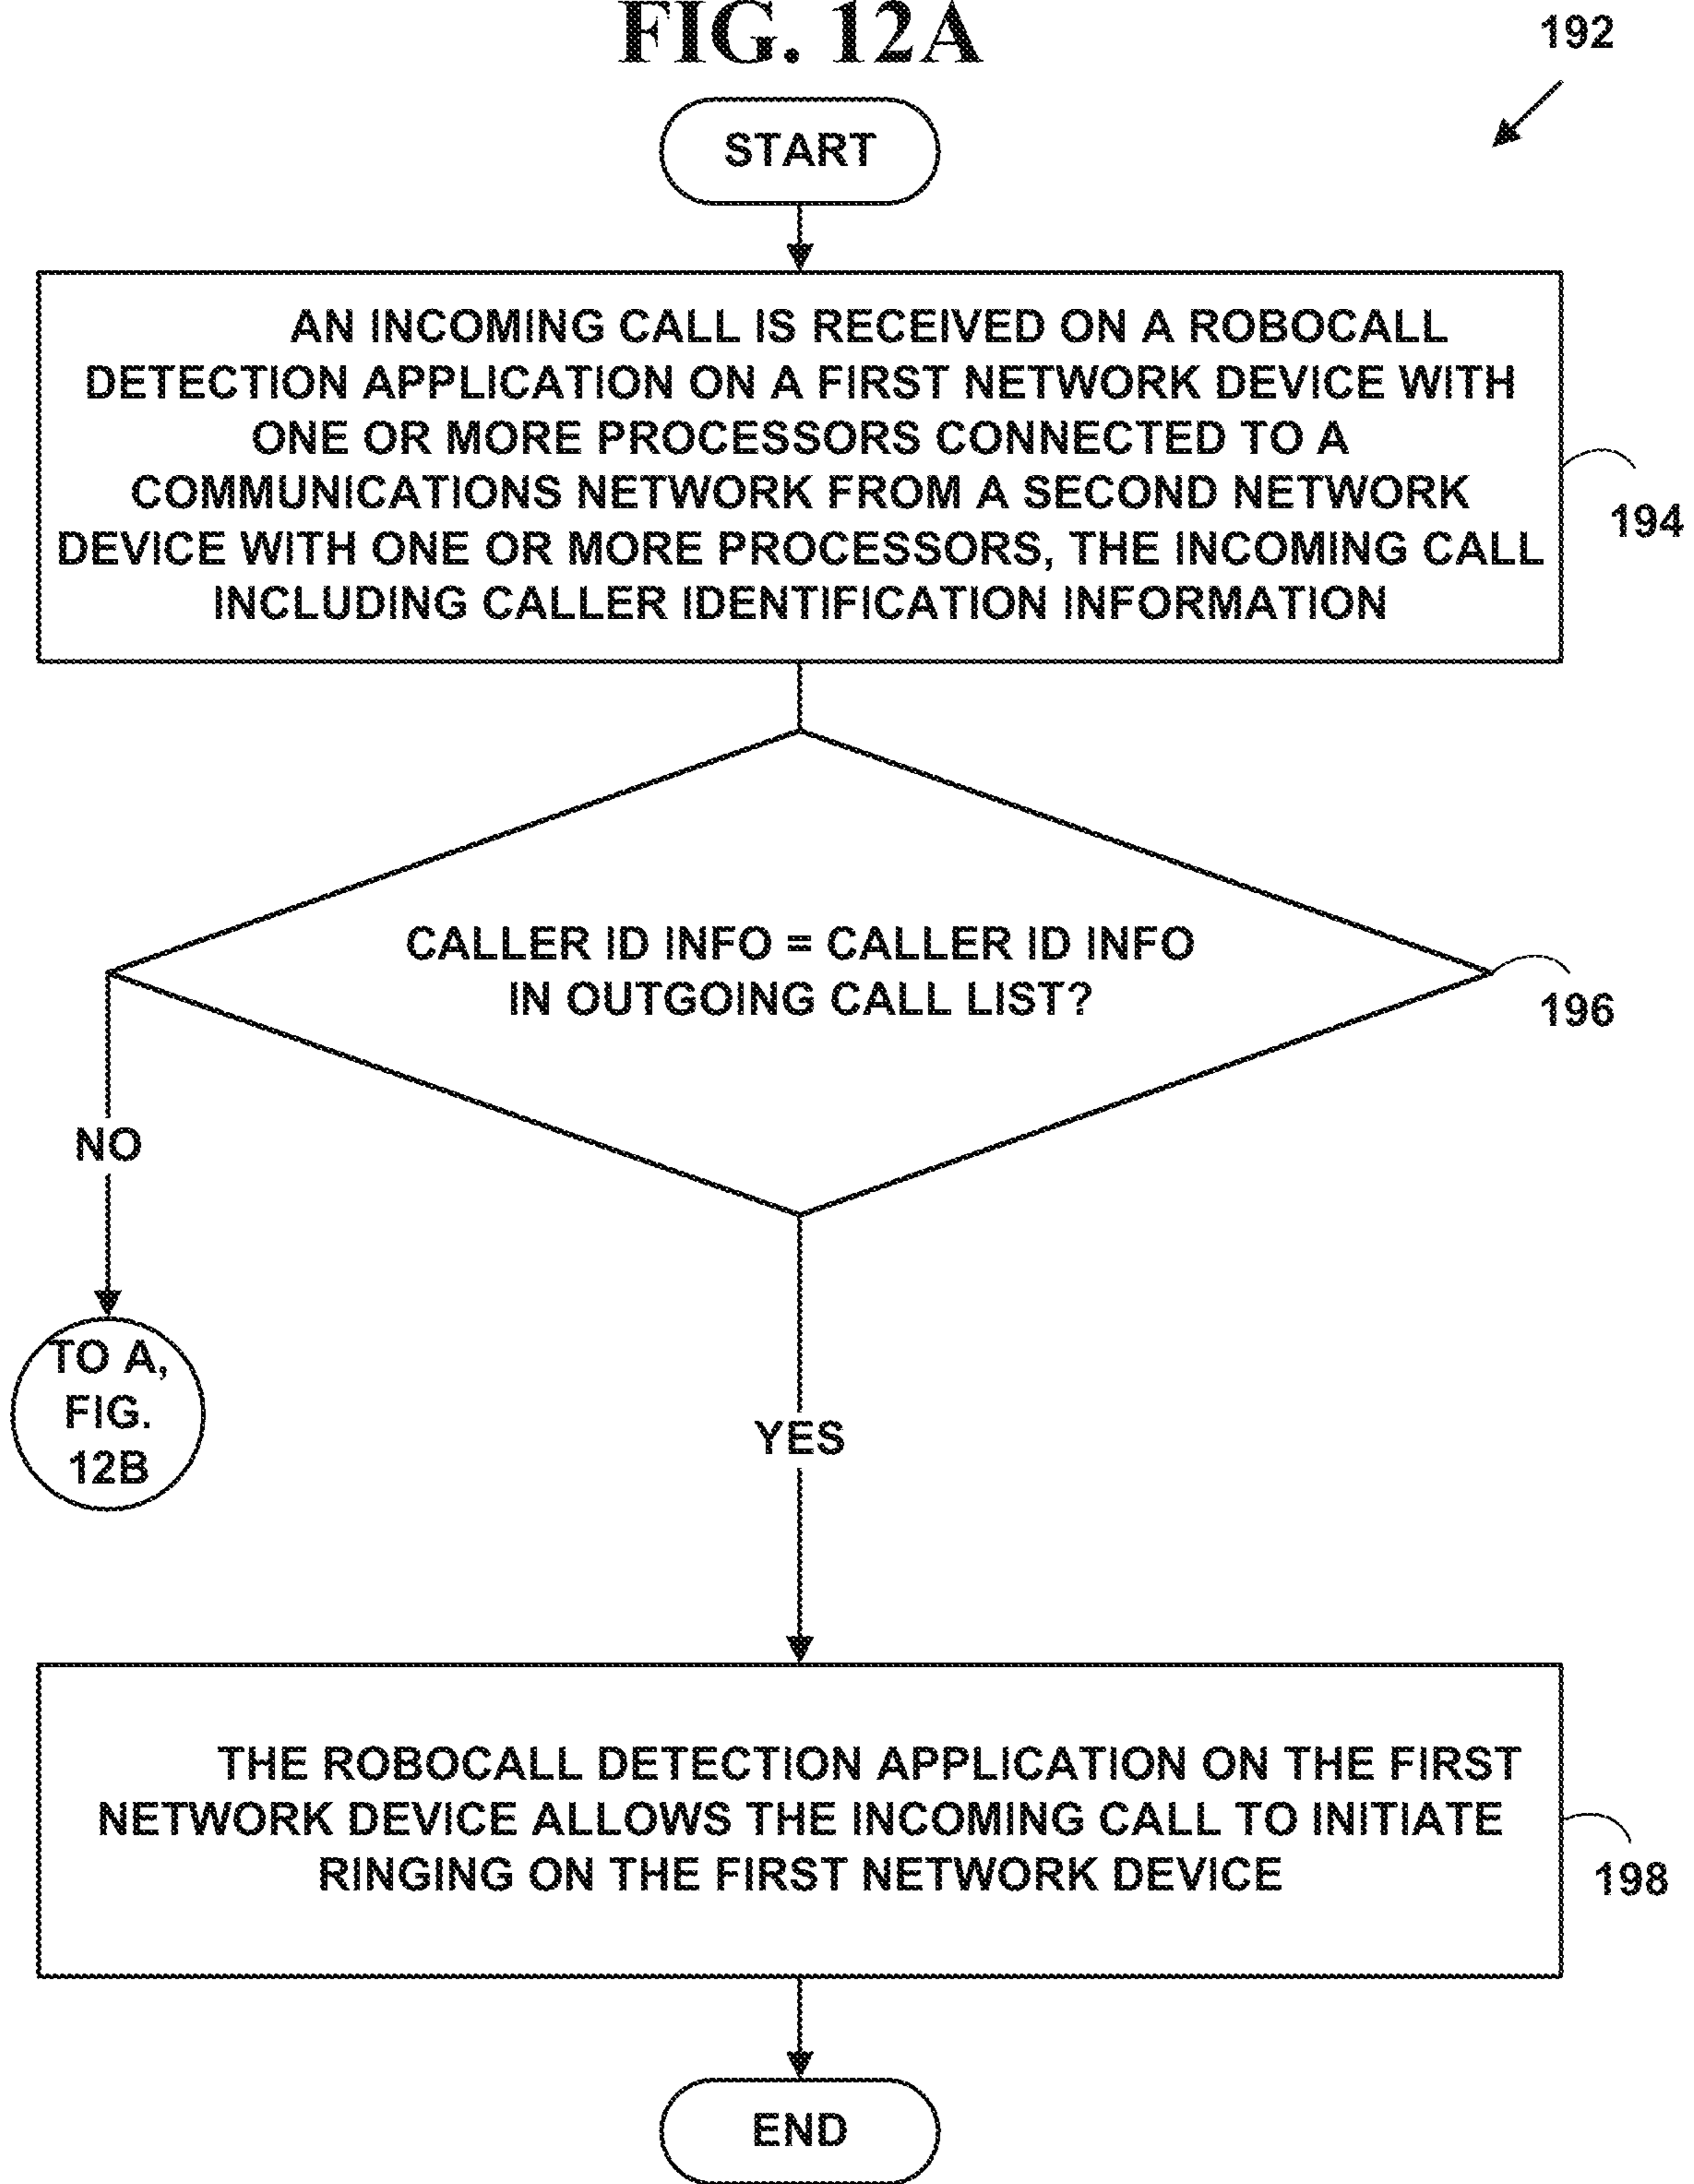 FIG. 12A
192
START
AN INCOMING CALL IS RECEIVED ON A ROBOCALL
DETECTION APPLICATION ON A FIRST NETWORK DEVICE WITH
ONE OR MORE PROCESSORS CONNECTED TO A
COMMUNICATIONS NETWORK FROM A SECOND NETWORK
DEVICE WITH ONE OR MORE PROCESSORS, THE INCOMING CALL
INCLUDING CALLER IDENTIFICATION INFORMATION
194
CALLER ID INFO = CALLER ID INFO
IN OUTGOING CALL LIST?
196
NO
TO A,
FIG.
12B
YES
THE ROBOCALL DETECTION APPLICATION ON THE FIRST
NETWORK DEVICE ALLOWS THE INCOMING CALL TO INITIATE
RINGING ON THE FIRST NETWORK DEVICE
198
END